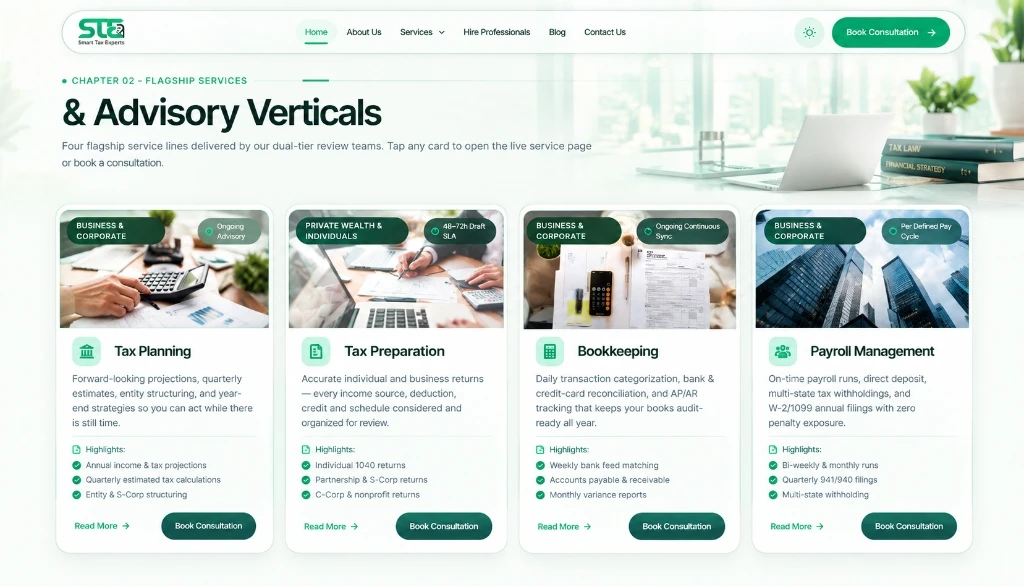 STE
Smart Tax Experts
Home
About Us
Services
Hire Professionals
Blog
Contact Us
Book Consultation
CHAPTER 02 - FLAGSHIP SERVICES
& Advisory Verticals
Four flagship service lines delivered by our dual-tier review teams. Tap any card to open the live service page
or book a consultation.
TAX LAW
FINANCIAL STRATEGY
BUSINESS &
CORPORATE
Ongoing
Advisory
Tax Planning
Forward-looking projections, quarterly
estimates, entity structuring, and year-
end strategies so you can act while there
is still time.
Highlights:
Annual income & tax projections
Quarterly estimated tax calculations
Entity & S-Corp structuring
Read More
Book Consultation
PRIVATE WEALTH &
INDIVIDUALS
48–72h Draft
SLA
Tax Preparation
Accurate individual and business returns
— every income source, deduction,
credit and schedule considered and
organized for review.
Highlights:
Individual 1040 returns
Partnership & S-Corp returns
C-Corp & nonprofit returns
Read More
Book Consultation
BUSINESS &
CORPORATE
Ongoing Continuous
Sync
Bookkeeping
Daily transaction categorization, bank &
credit-card reconciliation, and AP/AR
tracking that keeps your books audit-
ready all year.
Highlights:
Weekly bank feed matching
Accounts payable & receivable
Monthly variance reports
Read More
Book Consultation
BUSINESS &
CORPORATE
Per Defined Pay
Cycle
Payroll Management
On-time payroll runs, direct deposit,
multi-state tax withholdings, and
W-2/1099 annual filings with zero
penalty exposure.
Highlights:
Bi-weekly & monthly runs
Quarterly 941/940 filings
Multi-state withholding
Read More
Book Consultation